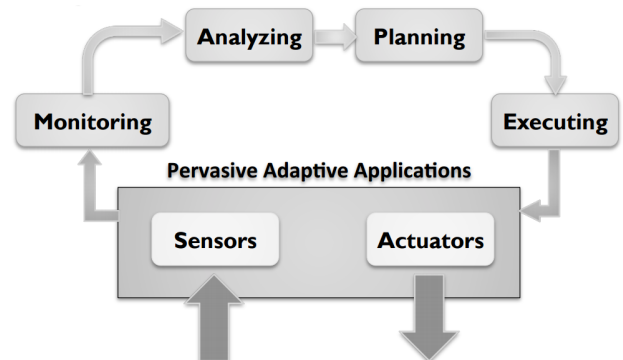 Analyzing
Planning
Monitoring
Executing
Pervasive Adaptive Applications
Sensors
Actuators